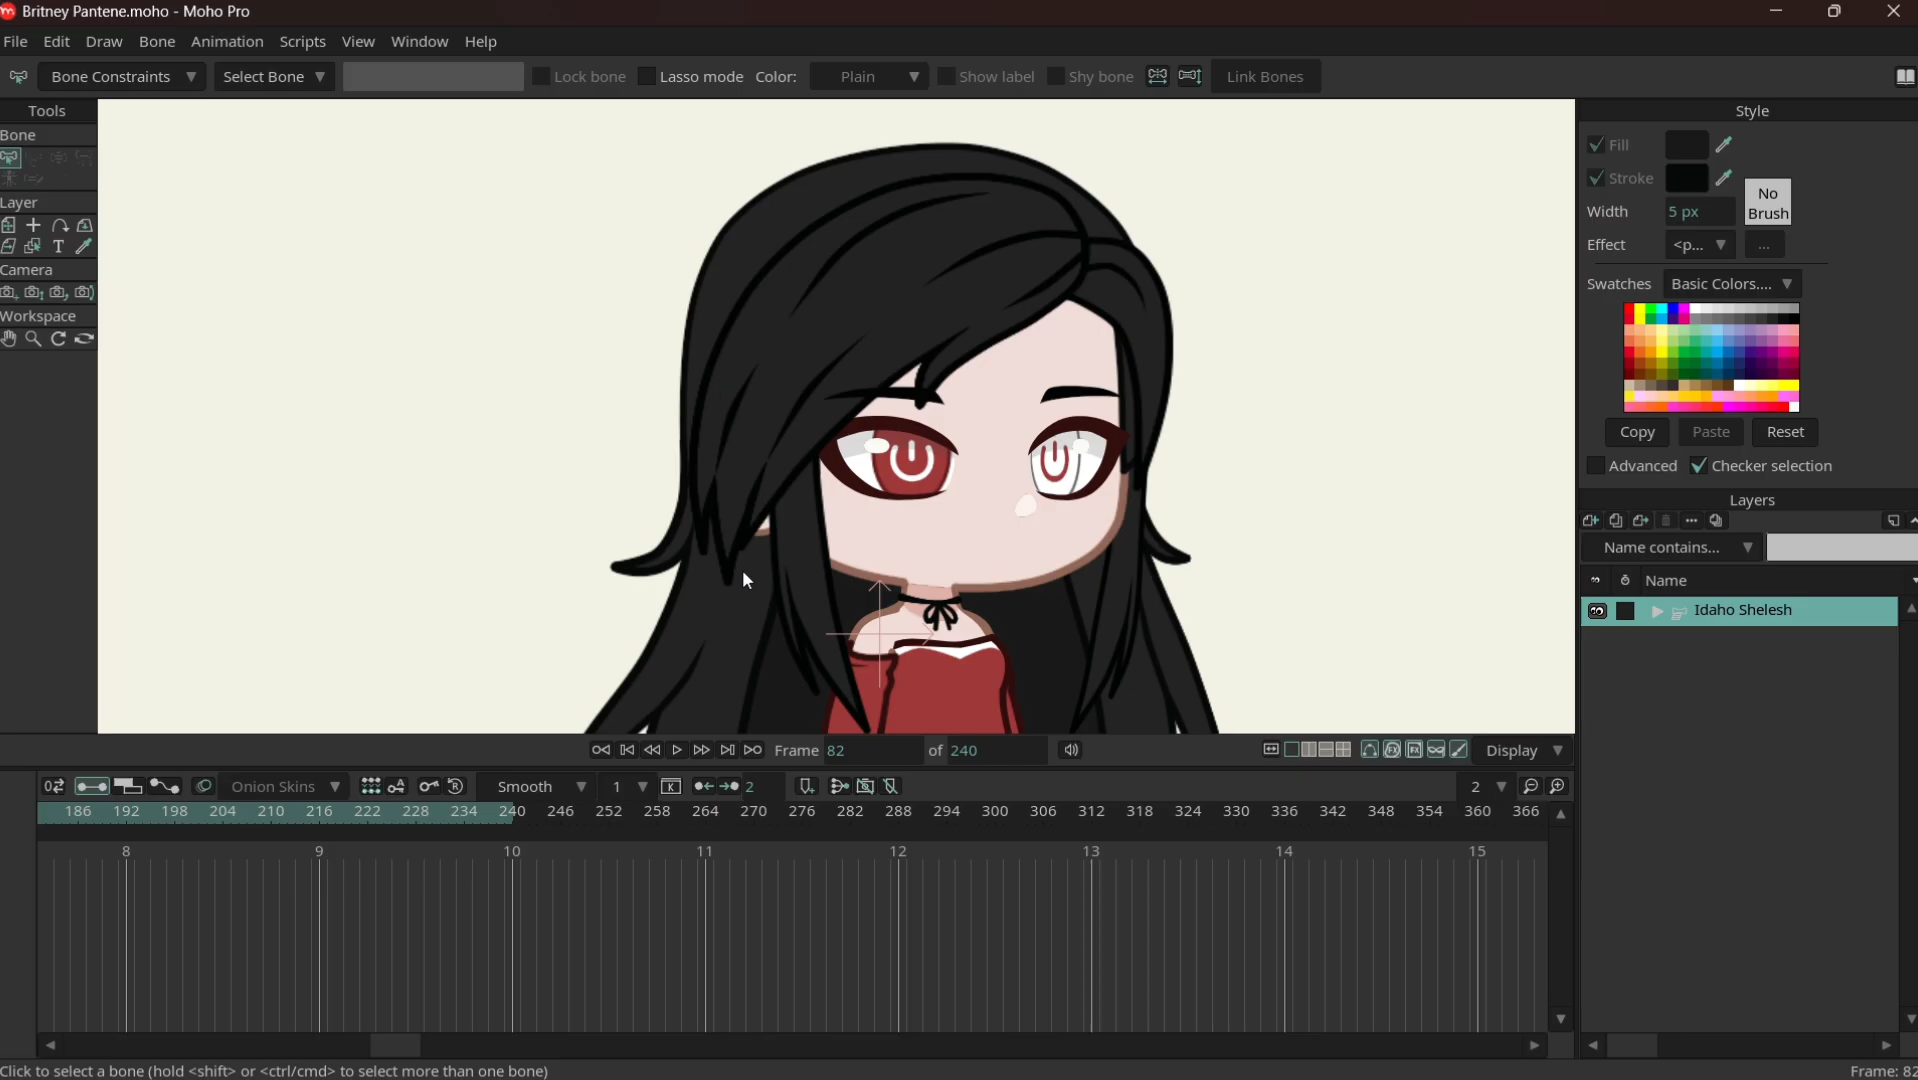 Britney Pantene.moho - Moho Pro
File Edit Draw Bone Animation Scripts View Window Help
Bone Constraints Select Bone Lock bone Lasso mode Color: Plain Show label Shy bone Link Bones
Tools
Bone
Layer
T
Camera
Workspace
Style
Fill
Stroke
No Brush
Width 5 px
Effect <p... ...
Swatches Basic Colors....
Copy Paste Reset
Advanced Checker selection
Layers
Name contains...
Name
Idaho Shelesh
Frame 82 of 240
Display
Onion Skins Smooth 1 2 2
186 192 198 204 210 216 222 228 234 240 246 252 258 264 270 276 282 288 294 300 306 312 318 324 330 336 342 348 354 360 366
8 9 10 11 12 13 14 15
Click to select a bone (hold <shift> or <ctrl/cmd> to select more than one bone)
Frame: 82